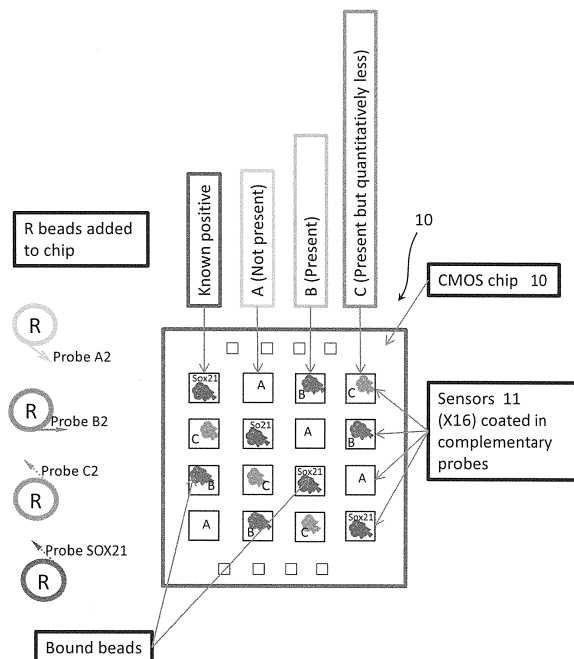 R beads added
to chip
Known positive
A (Not present)
B (Present)
C (Present but quantitatively less)
10
CMOS chip 10
R
Probe A2
R
Probe B2
Probe C2
R
Probe SOX21
R
Sox21
A
B
C
C
So21
A
B
B
C
Sox21
A
A
B
C
Sox21
Sensors 11
(X16) coated in
complementary
probes
Bound beads